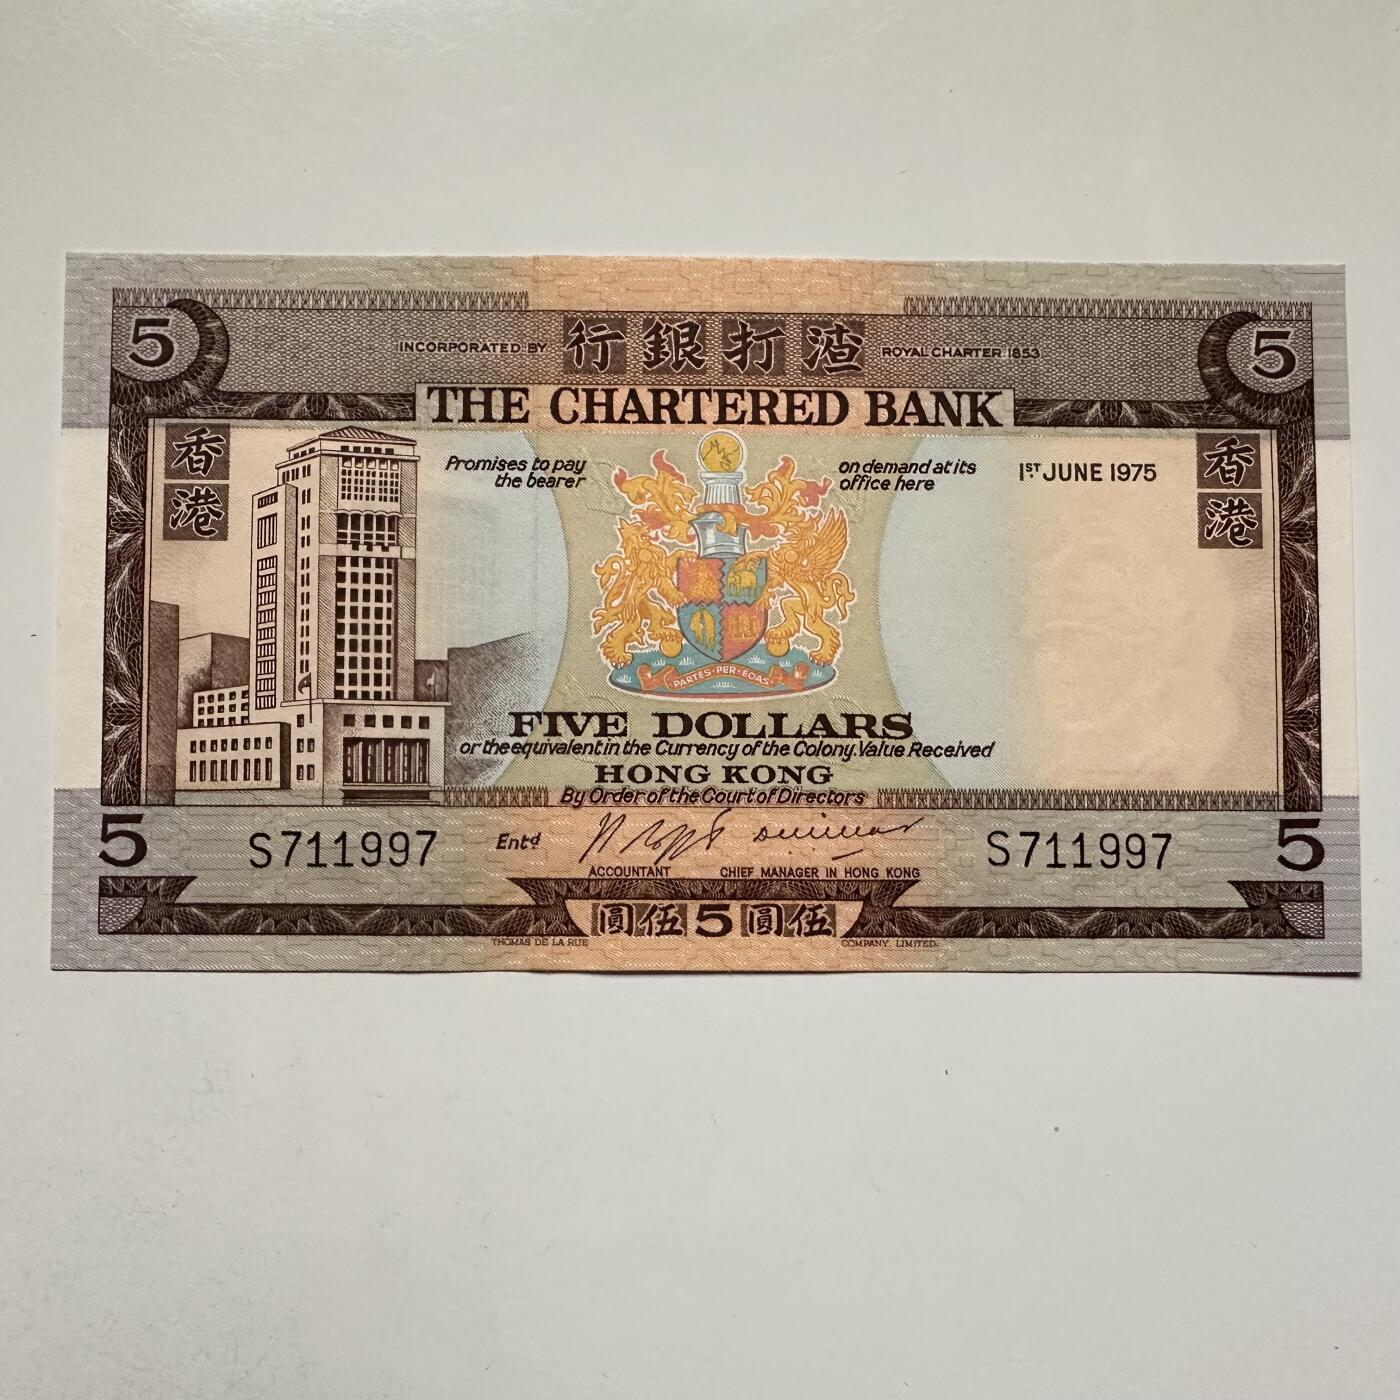 5
INCORPORATED BY 行銀打渣 ROYAL CHARTER 1853
5
THE CHARTERED BANK
香港
Promises to pay
the bearer
on demand at its
office here
1ST JUNE 1975
香港
PARTES·PER·EOAS
FIVE DOLLARS
or the equivalent in the Currency of the Colony. Value Received
HONG KONG
By Order of the Court of Directors
5
S711997
Entd
S711997
5
ACCOUNTANT
CHIEF MANAGER IN HONG KONG
圓伍5圓伍
THOMAS DE LA RUE
COMPANY, LIMITED.